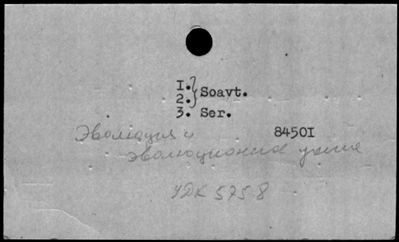 I.} Soavt.
2.}
3. Ser.
Эволюция и 8450I
эволюционное учение
УДК 575 8